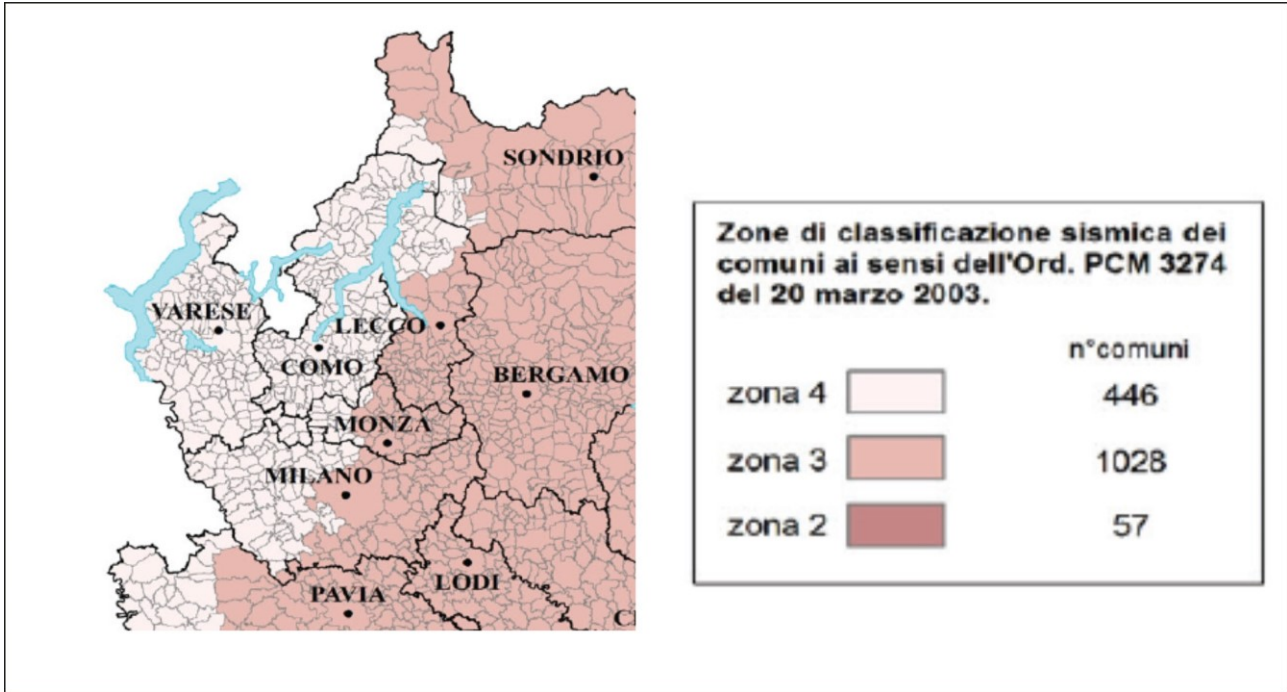 SONDRIO
VARESE
LECCO
COMO
BERGAMO
MONZA
MILANO
LODI
PAVIA
Zone di classificazione sismica dei
comuni ai sensi dell'Ord. PCM 3274
del 20 marzo 2003.
n°comuni
zona 4 446
zona 3 1028
zona 2 57